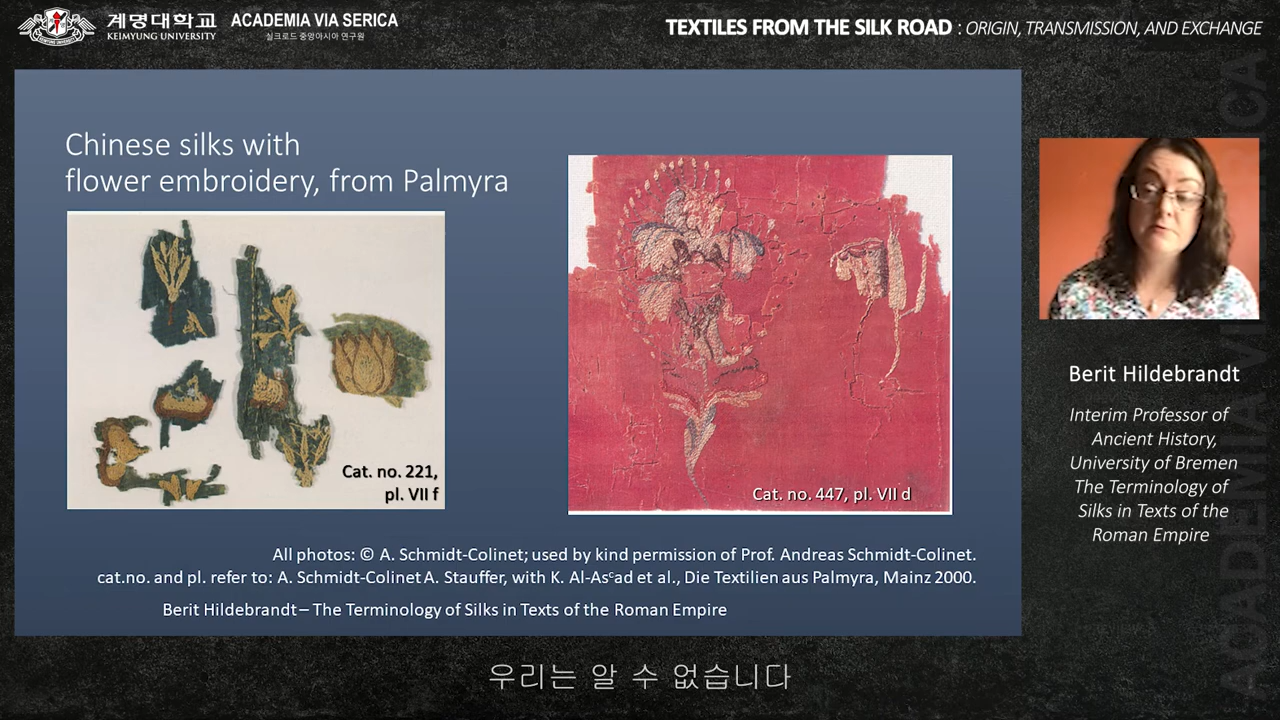 계명대학교
KEIMYUNG UNIVERSITY
ACADEMIA VIA SERICA
실크로드 중앙아시아 연구원
TEXTILES FROM THE SILK ROAD : ORIGIN, TRANSMISSION, AND EXCHANGE
Chinese silks with
flower embroidery, from Palmyra
Cat. no. 221,
pl. VII f
Cat. no. 447, pl. VII d
All photos: © A. Schmidt-Colinet; used by kind permission of Prof. Andreas Schmidt-Colinet.
cat.no. and pl. refer to: A. Schmidt-Colinet A. Stauffer, with K. Al-Asᶜad et al., Die Textilien aus Palmyra, Mainz 2000.
Berit Hildebrandt – The Terminology of Silks in Texts of the Roman Empire
Berit Hildebrandt
Interim Professor of
Ancient History,
University of Bremen
The Terminology of
Silks in Texts of the
Roman Empire
우리는 알 수 없습니다
ACADEMIA VIA SERICA